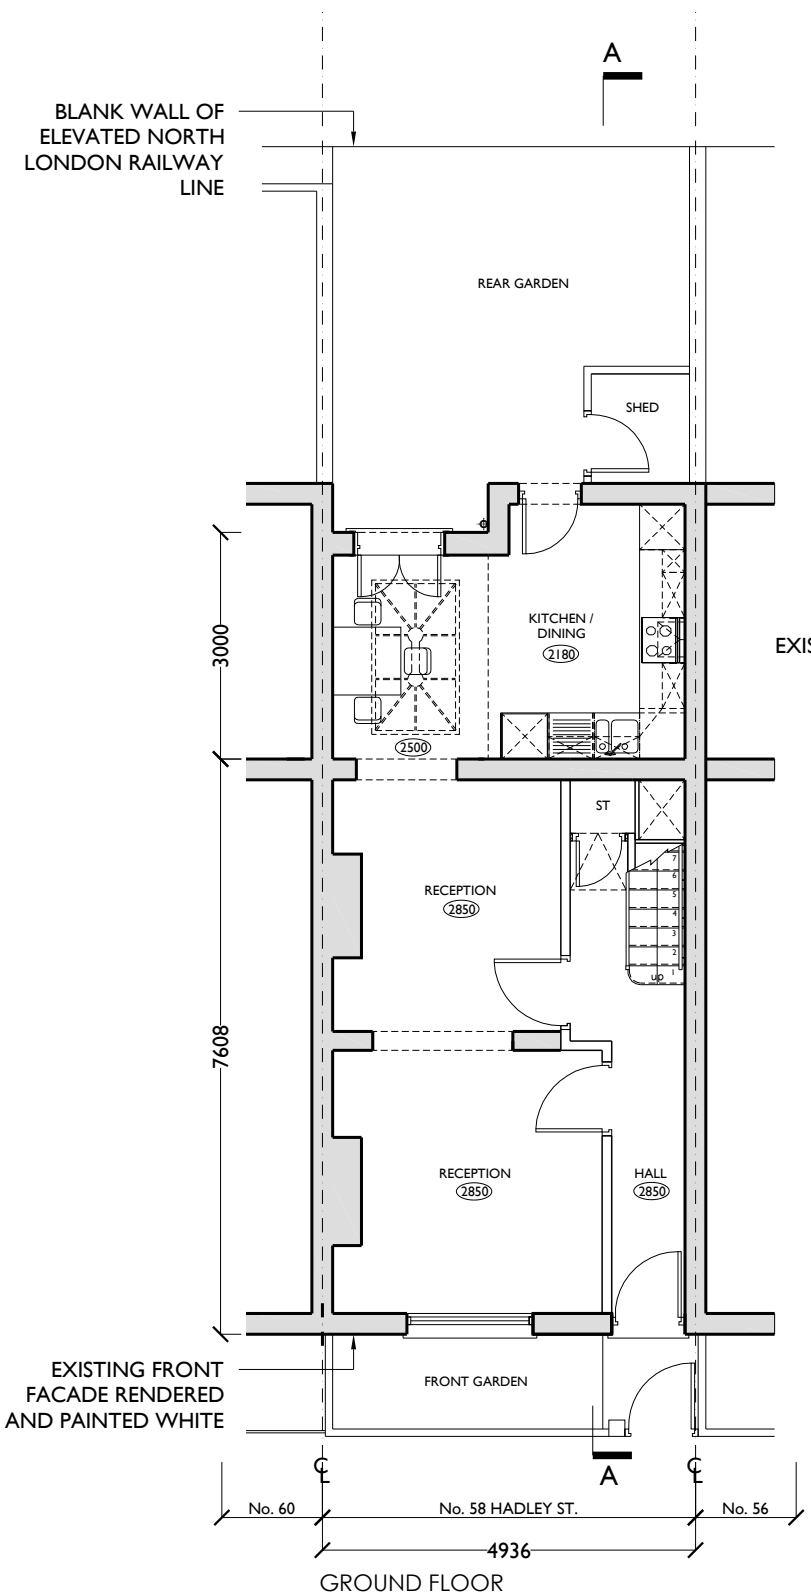 A
BLANK WALL OF
ELEVATED NORTH
LONDON RAILWAY
LINE
REAR GARDEN
SHED
3000
KITCHEN /
DINING
2180
EXIS
2500
ST
7
6
5
4
3
2
1
up
RECEPTION
2850
7608
RECEPTION
2850
HALL
2850
EXISTING FRONT
FACADE RENDERED
AND PAINTED WHITE
FRONT GARDEN
A
No. 60
No. 58 HADLEY ST.
No. 56
4936
GROUND FLOOR